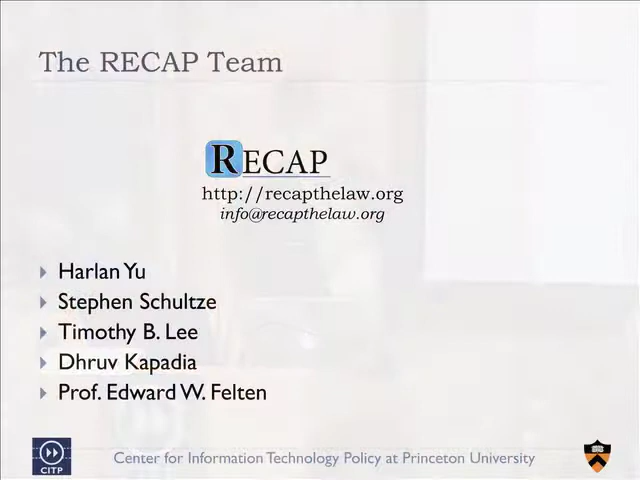 The RECAP Team
RECAP
http://recapthelaw.org
info@recapthelaw.org
Harlan Yu
Stephen Schultze
Timothy B. Lee
Dhruv Kapadia
Prof. Edward W. Felten
CITP
Center for Information Technology Policy at Princeton University